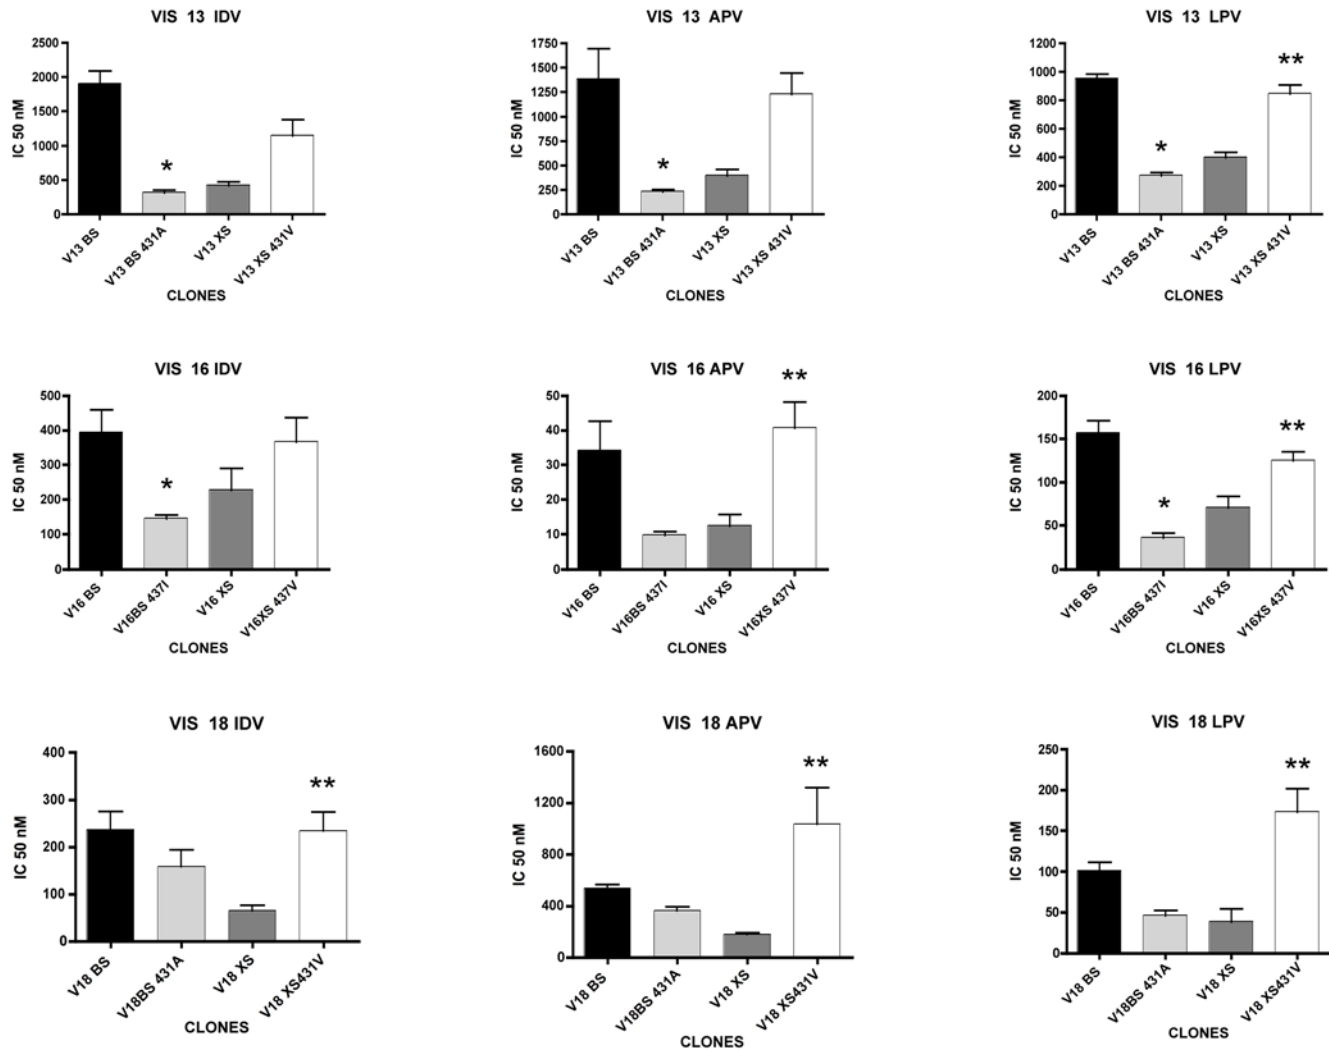 VIS 13 IDV
IC 50 nM
2500
2000
1500
1000
500
0
*
V13 BS
V13 BS 431A
V13 XS
V13 XS 431V
CLONES
VIS 13 APV
IC 50 nM
1750
1500
1250
1000
750
500
250
0
*
V13 BS
V13 BS 431A
V13 XS
V13 XS 431V
CLONES
VIS 13 LPV
IC 50 nM
1200
1000
800
600
400
200
0
*
**
V13 BS
V13 BS 431A
V13 XS
V13 XS 431V
CLONES
VIS 16 IDV
IC 50 nM
500
400
300
200
100
0
*
V16 BS
V16BS 437I
V16 XS
V16XS 437V
CLONES
VIS 16 APV
IC 50 nM
50
40
30
20
10
0
**
V16 BS
V16BS 437I
V16 XS
V16XS 437V
CLONES
VIS 16 LPV
IC 50 nM
200
150
100
50
0
*
**
V16 BS
V16BS 437I
V16 XS
V16XS 437V
CLONES
VIS 18 IDV
IC 50 nM
400
300
200
100
0
**
V18 BS
V18BS 431A
V18 XS
V18 XS431V
CLONES
VIS 18 APV
IC 50 nM
1600
1200
800
400
0
**
V18 BS
V18BS 431A
V18 XS
V18 XS431V
CLONES
VIS 18 LPV
IC 50 nM
250
200
150
100
50
0
**
V18 BS
V18BS 431A
V18 XS
V18 XS431V
CLONES